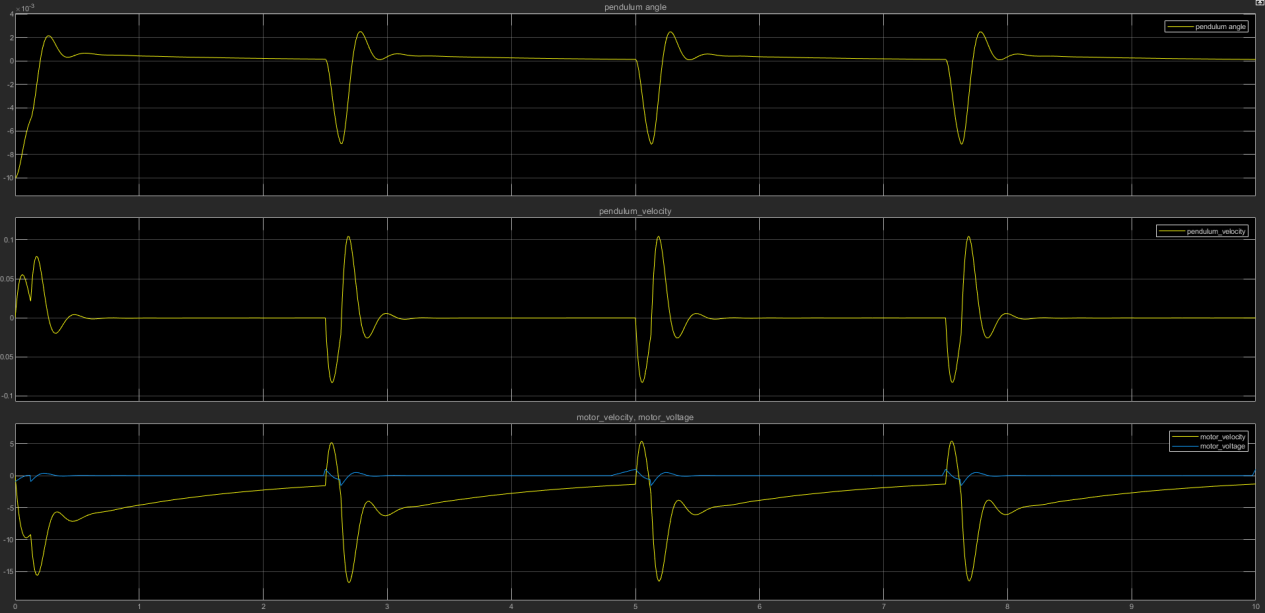 pendulum angle
×10⁻³
pendulum angle
4
2
0
-2
-4
-6
-8
-10
pendulum_velocity
pendulum_velocity
0.1
0.05
0
0.05
-0.1
motor_velocity, motor_voltage
motor_velocity
motor_voltage
5
0
-5
-10
-15
0 1 2 3 4 5 6 7 8 9 10